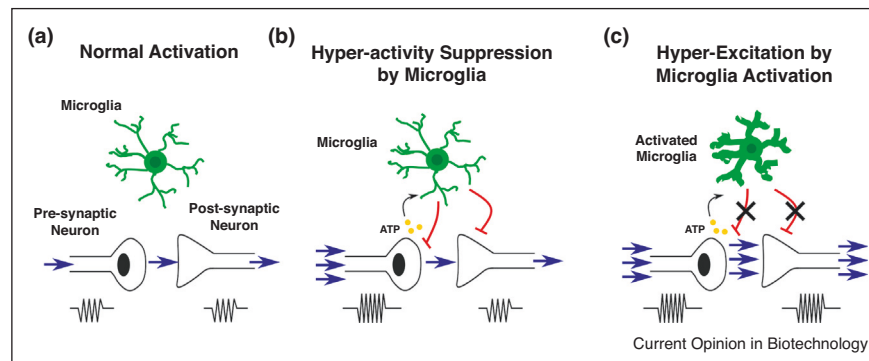 (a)
Normal Activation
Microglia
Pre-synaptic
Neuron
Post-synaptic
Neuron
(b)
Hyper-activity Suppression
by Microglia
Microglia
ATP
(c)
Hyper-Excitation by
Microglia Activation
Activated
Microglia
ATP
Current Opinion in Biotechnology